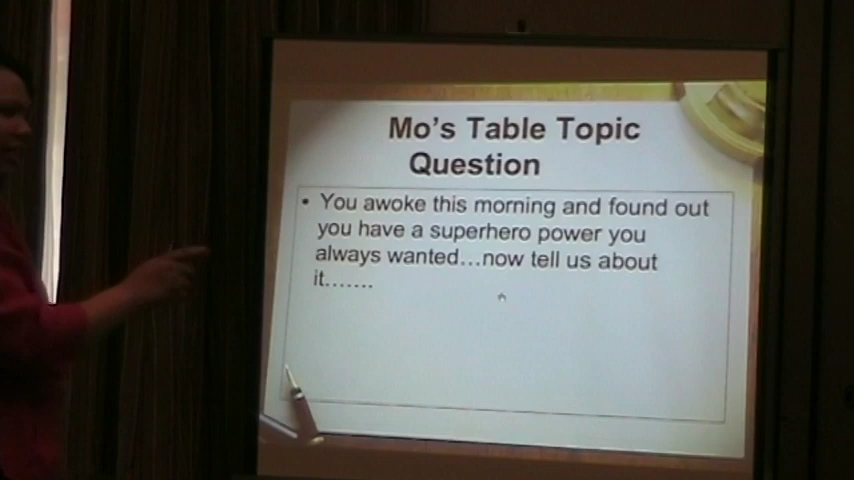 Mo's Table Topic
Question
• You awoke this morning and found out
you have a superhero power you
always wanted...now tell us about
it.......